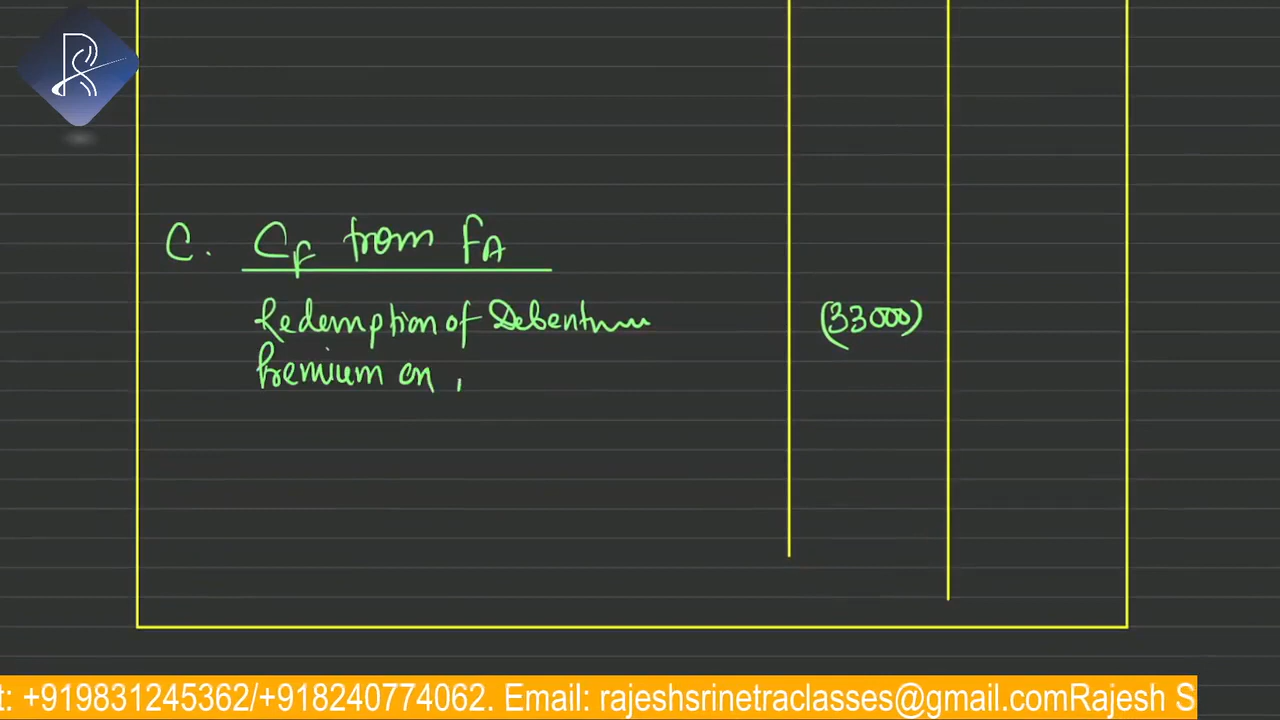 C. CF from FA
Redemption of Debenture (33000)
Premium on
t: +919831245362/+918240774062. Email: rajeshsrinetraclasses@gmail.comRajesh S